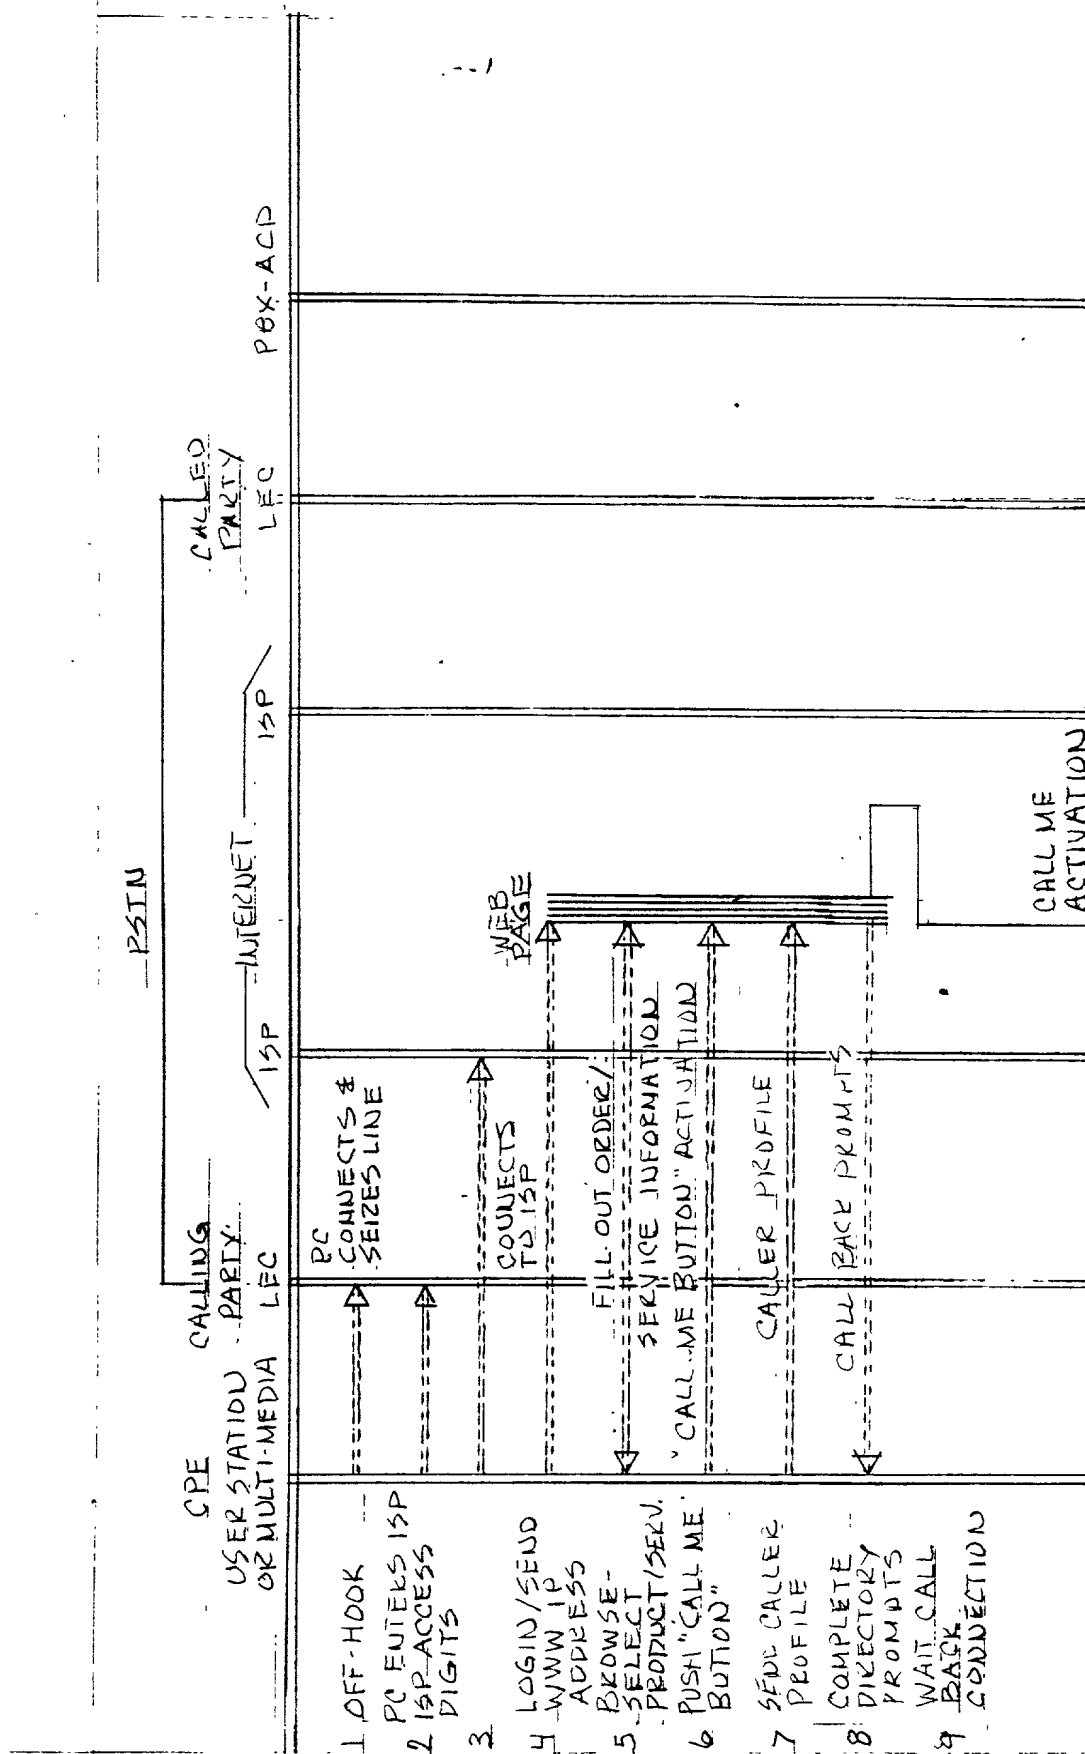 PSTN
CPE
CALLING
PARTY
CALLED
PARTY
USER STATION
OR MULTI-MEDIA
LEC
ISP
INTERNET
ISP
LEC
PBX-ACD
1 OFF-HOOK
PC
CONNECTS &
SEIZES LINE
PC ENTERS ISP
2 ISP ACCESS
DIGITS
3
CONNECTS
TO ISP
WEB
PAGE
LOGIN/SEND
4 WWW IP
ADDRESS
FILL OUT ORDER/
SERVICE INFORMATION
BROWSE-
5 SELECT
PRODUCT/SERV.
"CALL ME BUTTON" ACTIVATION
6 PUSH "CALL ME
BUTTON"
CALLER PROFILE
7 SEND CALLER
PROFILE
CALL BACK PROMPTS
COMPLETE
8 DIRECTORY
PROMPTS
WAIT CALL
9 BACK
CONNECTION
CALL ME
ACTIVATION